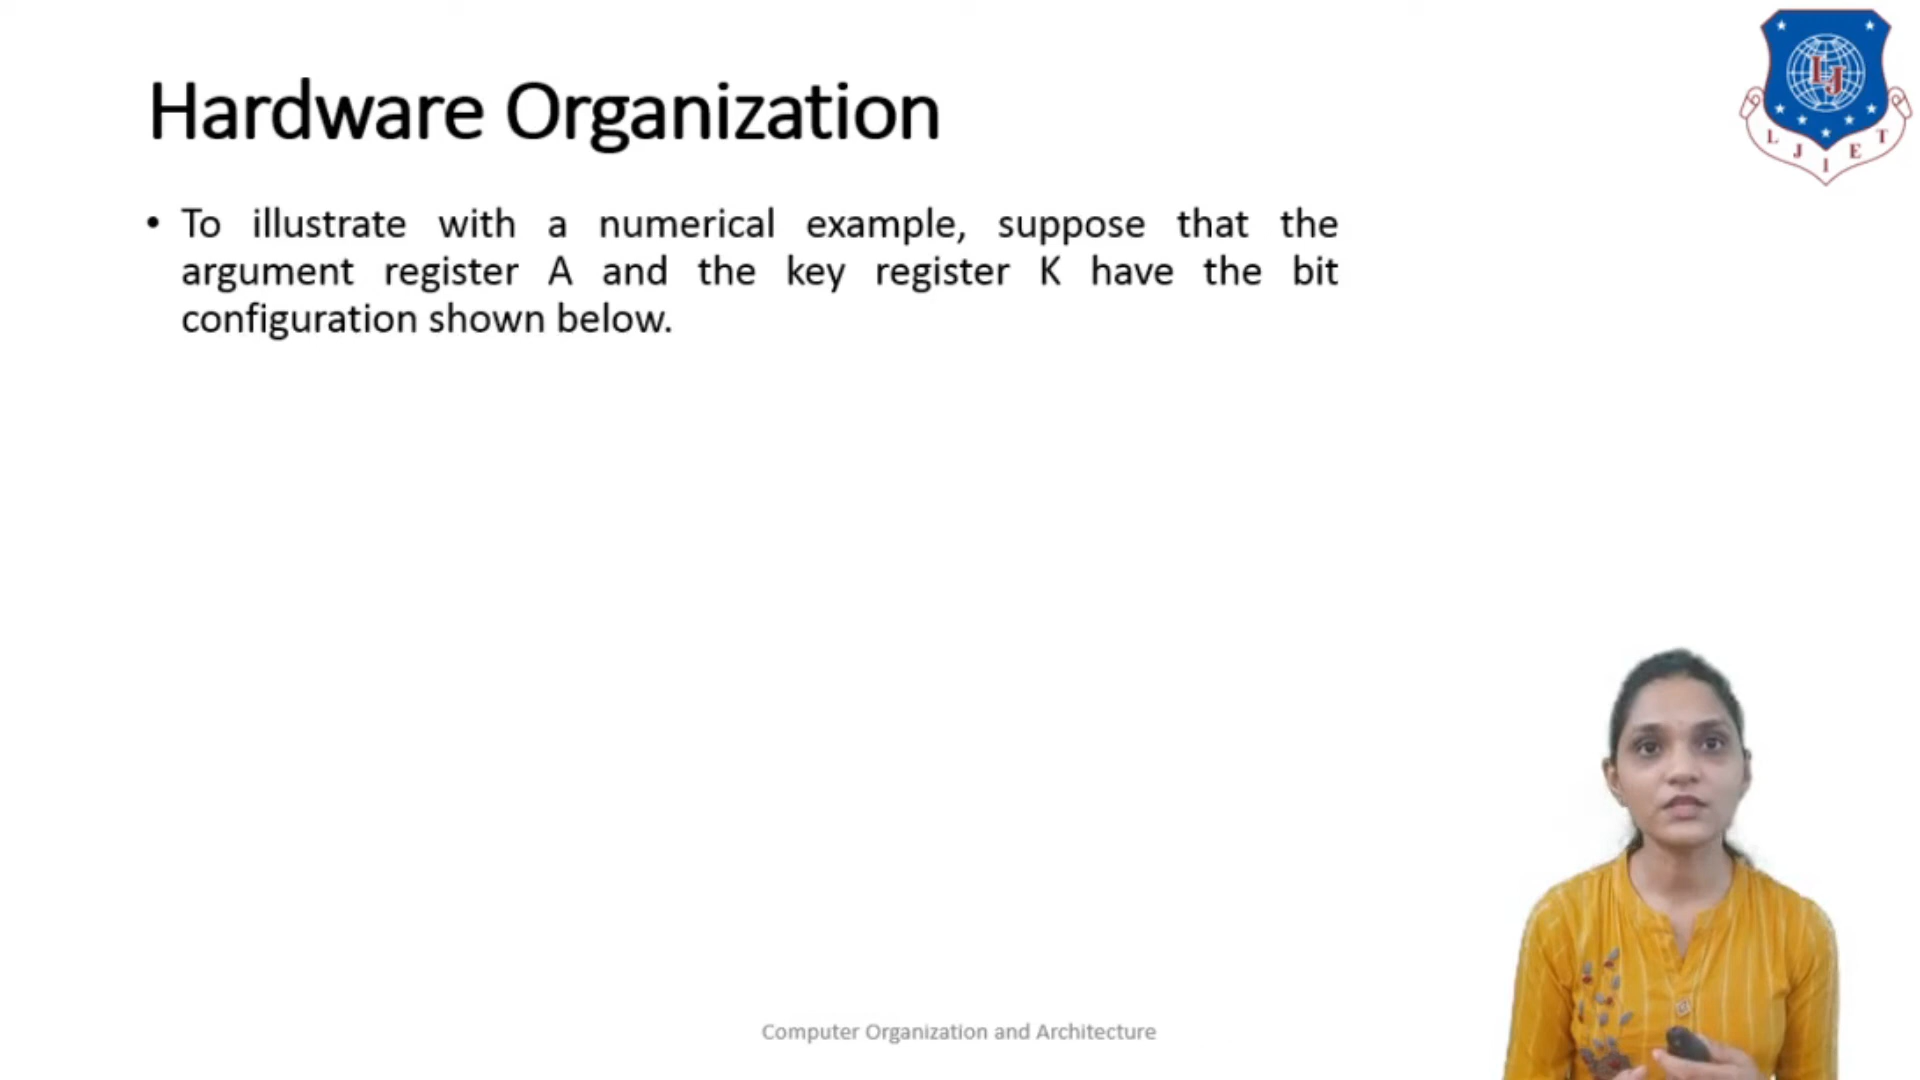 Hardware Organization
• To illustrate with a numerical example, suppose that the
argument register A and the key register K have the bit
configuration shown below.
LJ
L J I E T
Computer Organization and Architecture